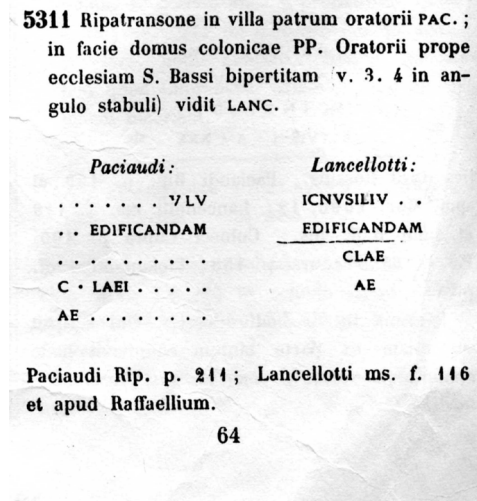 5311 Ripatransone in villa patrum oratorii PAC. ;
in facie domus colonicae PP. Oratorii prope
ecclesiam S. Bassi bipertitam (v. 3. 4 in an-
gulo stabuli) vidit LANC.
Paciaudi: Lancellotti:
. . . . . . . VLV ICNVSILIV . .
. . EDIFICANDAM EDIFICANDAM
. . . . . . . . . . CLAE
C · LAEI . . . . . AE
AE . . . . . . . .
Paciaudi Rip. p. 211; Lancellotti ms. f. 116
et apud Raffaellium.
64